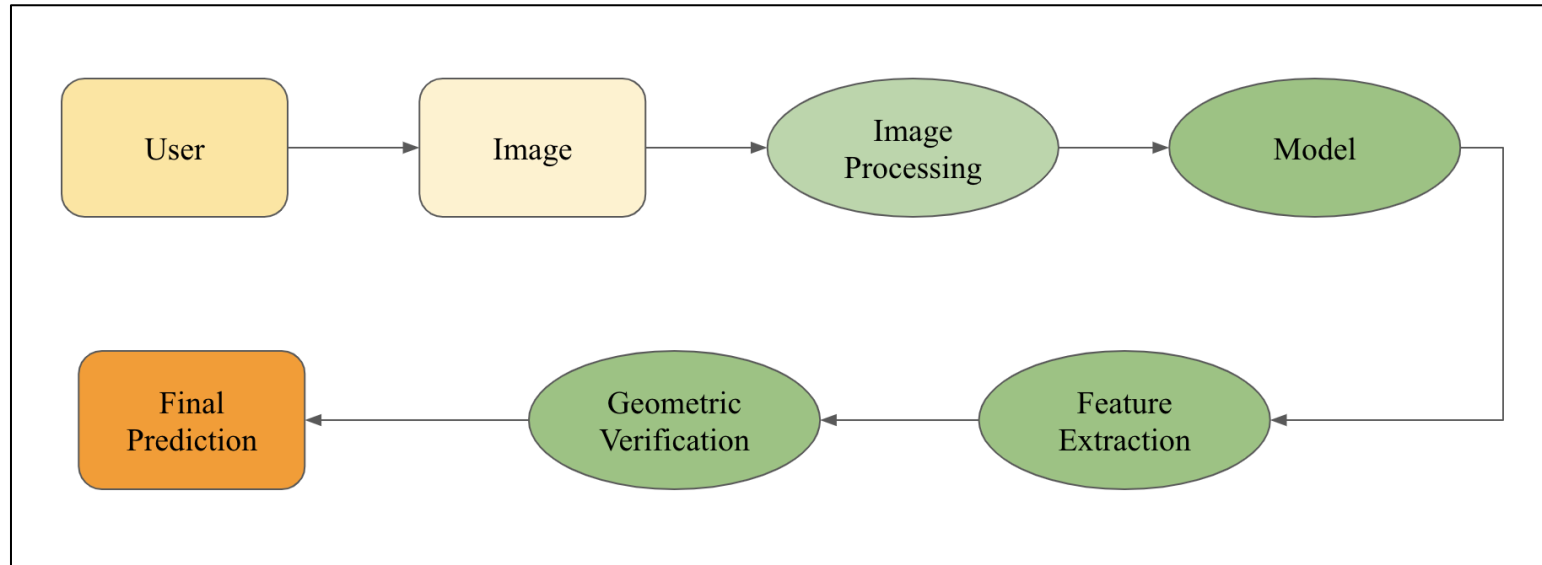 User
Image
Image
Processing
Model
Final
Prediction
Geometric
Verification
Feature
Extraction